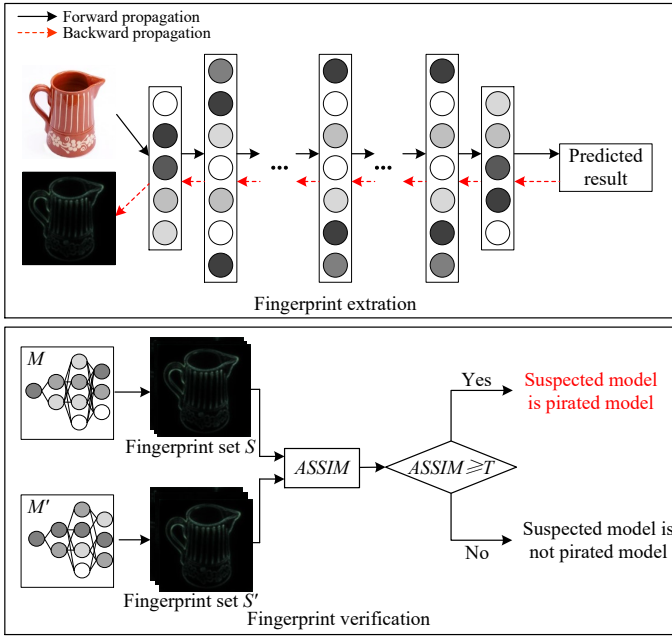 Forward propagation
Backward propagation
...
...
Predicted
result
Fingerprint extration
M
Fingerprint set S
Yes
Suspected model
is pirated model
ASSIM
ASSIM≥T
M′
Fingerprint set S′
No
Suspected model is
not pirated model
Fingerprint verification